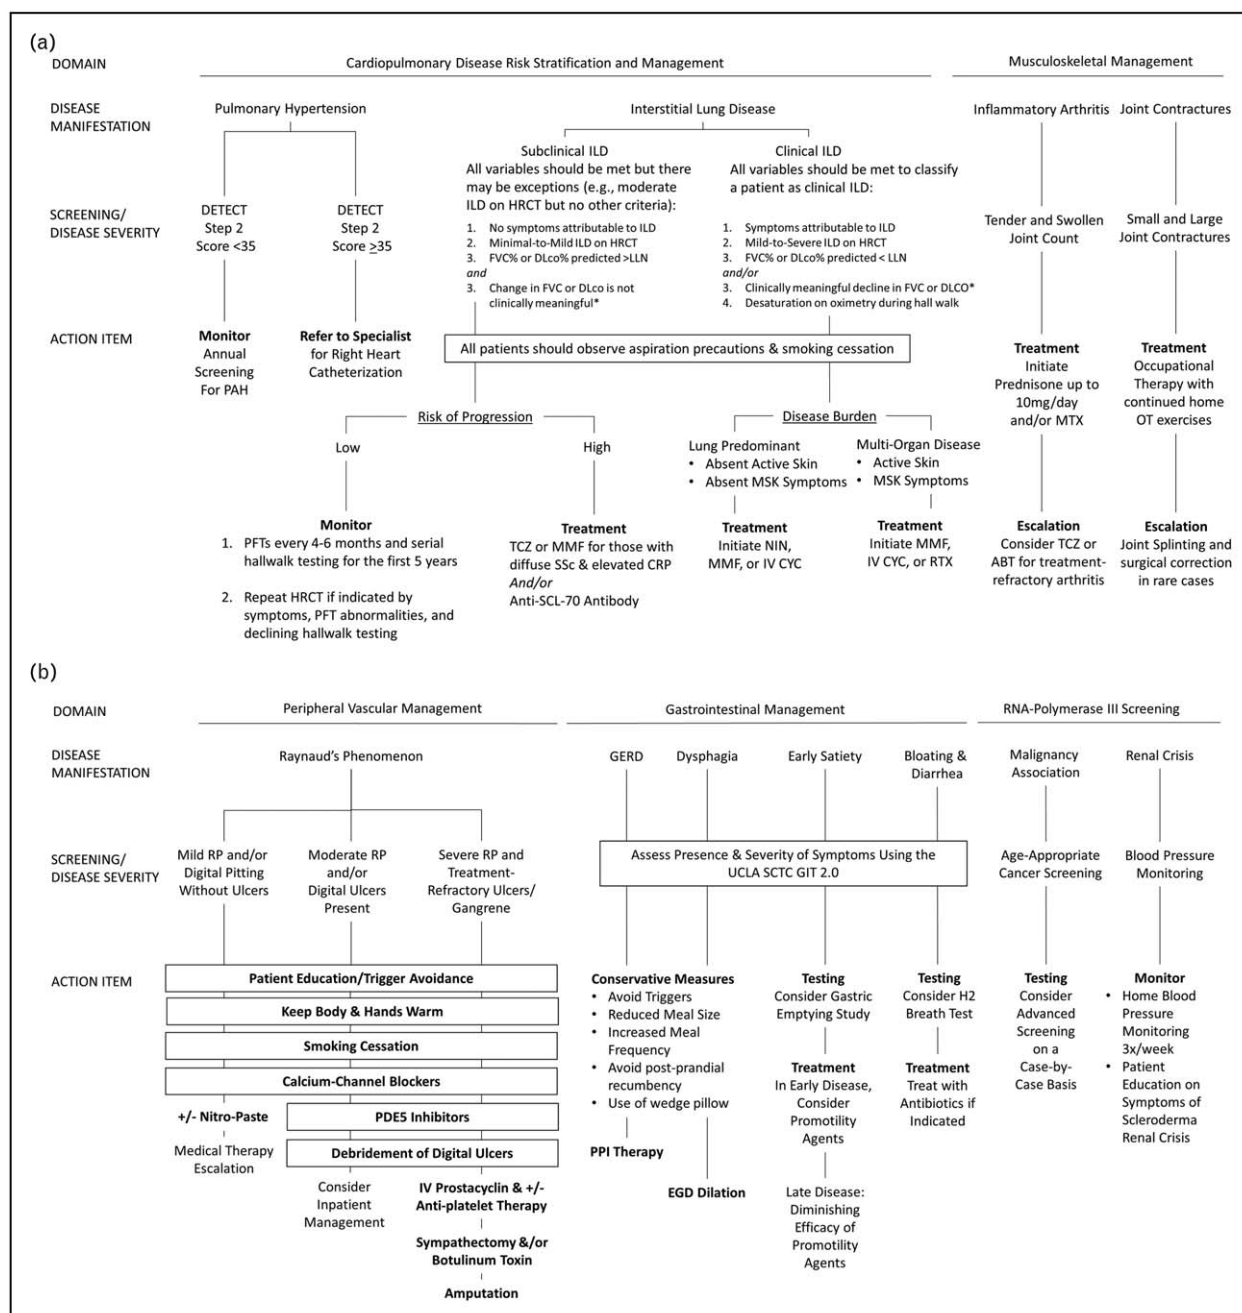 (a)
DOMAIN
Cardiopulmonary Disease Risk Stratification and Management
Musculoskeletal Management
DISEASE
MANIFESTATION
Pulmonary Hypertension
Interstitial Lung Disease
Inflammatory Arthritis
Joint Contractures
SCREENING/
DISEASE SEVERITY
DETECT
Step 2
Score <35
DETECT
Step 2
Score ≥35
Subclinical ILD
All variables should be met but there
may be exceptions (e.g., moderate
ILD on HRCT but no other criteria):
1. No symptoms attributable to ILD
2. Minimal-to-Mild ILD on HRCT
3. FVC% or DLco% predicted >LLN
and
3. Change in FVC or DLco is not
clinically meaningful*
Clinical ILD
All variables should be met to classify
a patient as clinical ILD:
1. Symptoms attributable to ILD
2. Mild-to-Severe ILD on HRCT
3. FVC% or DLco% predicted < LLN
and/or
3. Clinically meaningful decline in FVC or DLCO*
4. Desaturation on oximetry during hall walk
Tender and Swollen
Joint Count
Small and Large
Joint Contractures
ACTION ITEM
Monitor
Annual
Screening
For PAH
Refer to Specialist
for Right Heart
Catheterization
All patients should observe aspiration precautions & smoking cessation
Risk of Progression
Low
High
Monitor
1. PFTs every 4-6 months and serial
hallwalk testing for the first 5 years
2. Repeat HRCT if indicated by
symptoms, PFT abnormalities, and
declining hallwalk testing
Treatment
TCZ or MMF for those with
diffuse SSc & elevated CRP
And/or
Anti-SCL-70 Antibody
Disease Burden
Lung Predominant
• Absent Active Skin
• Absent MSK Symptoms
Multi-Organ Disease
• Active Skin
• MSK Symptoms
Treatment
Initiate NIN,
MMF, or IV CYC
Treatment
Initiate MMF,
IV CYC, or RTX
Treatment
Initiate
Prednisone up to
10mg/day
and/or MTX
Escalation
Consider TCZ or
ABT for treatment-
refractory arthritis
Treatment
Occupational
Therapy with
continued home
OT exercises
Escalation
Joint Splinting and
surgical correction
in rare cases
(b)
DOMAIN
Peripheral Vascular Management
Gastrointestinal Management
RNA-Polymerase III Screening
DISEASE
MANIFESTATION
Raynaud's Phenomenon
GERD
Dysphagia
Early Satiety
Bloating &
Diarrhea
Malignancy
Association
Renal Crisis
SCREENING/
DISEASE SEVERITY
Mild RP and/or
Digital Pitting
Without Ulcers
Moderate RP
and/or
Digital Ulcers
Present
Severe RP and
Treatment-
Refractory Ulcers/
Gangrene
Assess Presence & Severity of Symptoms Using the
UCLA SCTC GIT 2.0
Age-Appropriate
Cancer Screening
Blood Pressure
Monitoring
ACTION ITEM
Patient Education/Trigger Avoidance
Keep Body & Hands Warm
Smoking Cessation
Calcium-Channel Blockers
+/- Nitro-Paste
Medical Therapy
Escalation
PDE5 Inhibitors
Debridement of Digital Ulcers
Consider
Inpatient
Management
IV Prostacyclin & +/-
Anti-platelet Therapy
Sympathectomy &/or
Botulinum Toxin
Amputation
Conservative Measures
• Avoid Triggers
• Reduced Meal Size
• Increased Meal
Frequency
• Avoid post-prandial
recumbency
• Use of wedge pillow
PPI Therapy
EGD Dilation
Testing
Consider Gastric
Emptying Study
Treatment
In Early Disease,
Consider
Promotility
Agents
Late Disease:
Diminishing
Efficacy of
Promotility
Agents
Testing
Consider H2
Breath Test
Treatment
Treat with
Antibiotics if
Indicated
Testing
Consider
Advanced
Screening
on a
Case-by-
Case Basis
Monitor
• Home Blood
Pressure
Monitoring
3x/week
• Patient
Education on
Symptoms of
Scleroderma
Renal Crisis